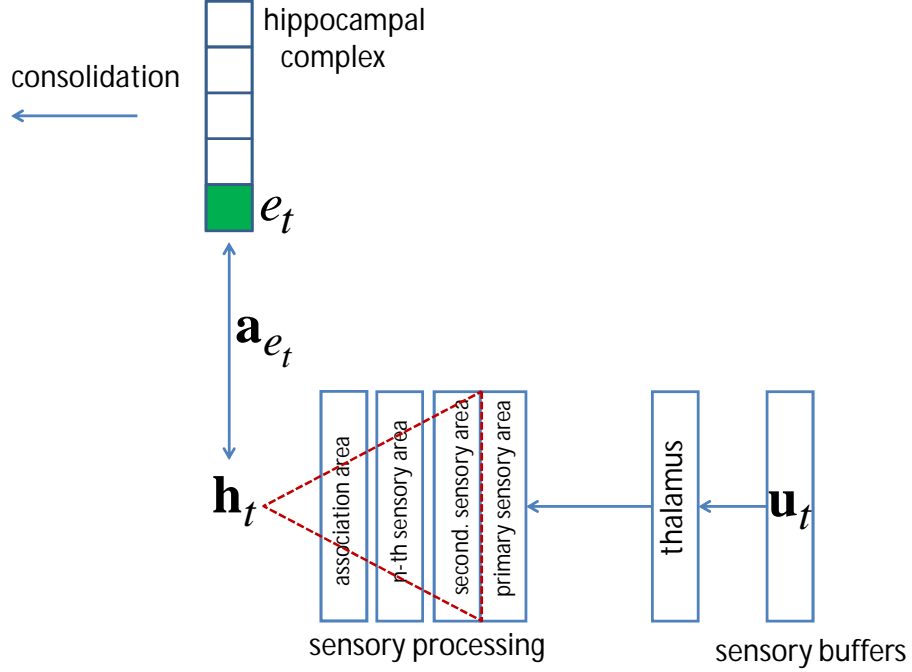 hippocampal
complex
consolidation
e_t
a_{e_t}
h_t
association area
n-th sensory area
second. sensory area
primary sensory area
thalamus
u_t
sensory processing
sensory buffers